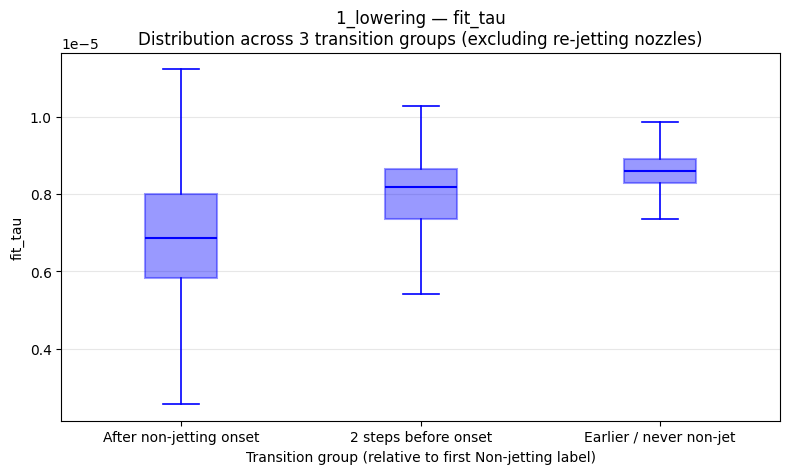 1_lowering — fit_tau
Distribution across 3 transition groups (excluding re-jetting nozzles)
1e−5
1.0
0.8
0.6
0.4
fit_tau
After non-jetting onset
2 steps before onset
Earlier / never non-jet
Transition group (relative to first Non-jetting label)